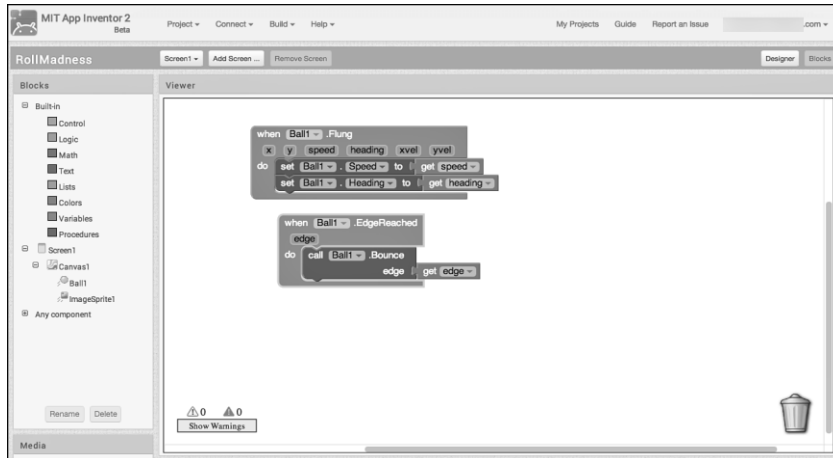 MIT App Inventor 2
Beta
Project Connect Build Help My Projects Guide Report an Issue .com
RollMadness Screen1 Add Screen ... Remove Screen Designer Blocks
Blocks Viewer
Built-in
Control
Logic
Math
Text
Lists
Colors
Variables
Procedures
Screen1
Canvas1
Ball1
ImageSprite1
Any component
Rename Delete
Media
when Ball1 .Flung
x y speed heading xvel yvel
do set Ball1 . Speed to get speed
set Ball1 . Heading to get heading
when Ball1 .EdgeReached
edge
do call Ball1 .Bounce
edge get edge
0 0
Show Warnings